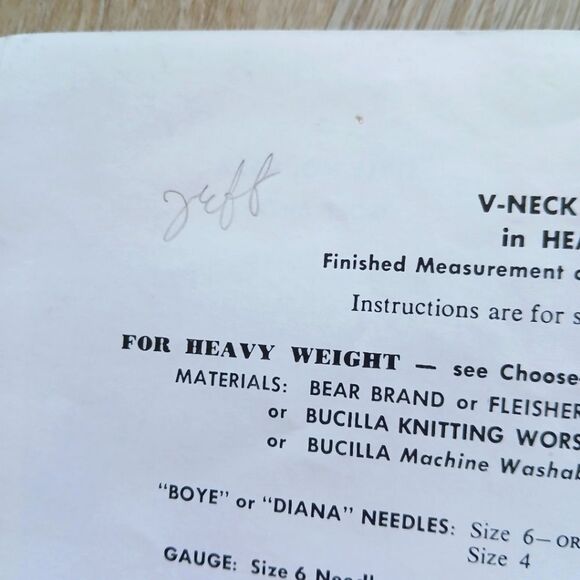 Jeff
V-NECK
in HEA
Finished Measurement
Instructions are for s
FOR HEAVY WEIGHT — see Choose-
MATERIALS: BEAR BRAND or FLEISHER
or BUCILLA KNITTING WORS
or BUCILLA Machine Washab
"BOYE" or "DIANA" NEEDLES: Size 6—OR
Size 4
GAUGE: Size 6 Needl